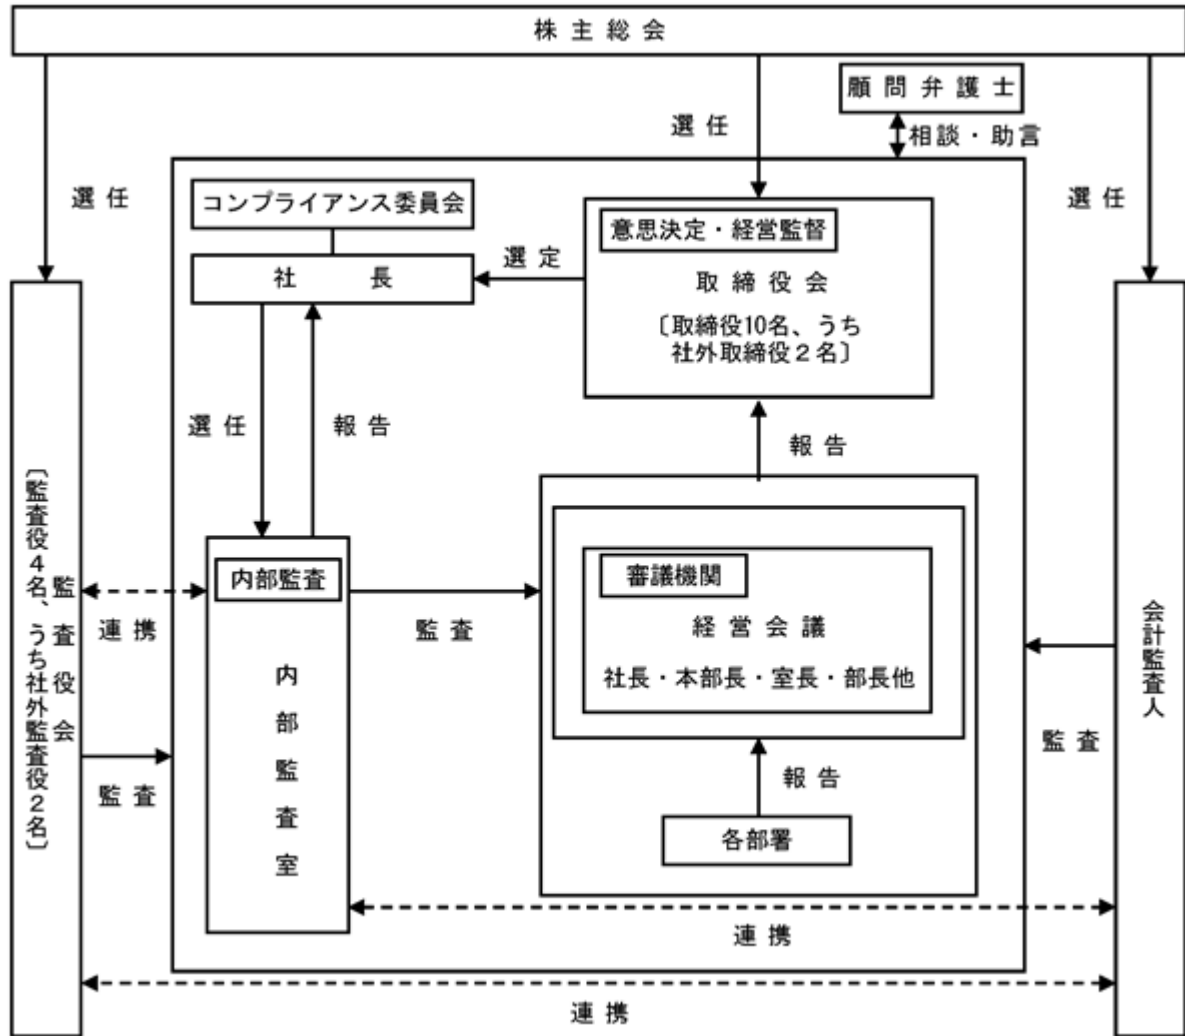 株主総会
顧問弁護士
選任
相談・助言
選任
選任
コンプライアンス委員会
意思決定・経営監督
社長
選定
取締役会
〔取締役10名、うち
社外取締役２名〕
選任
報告
報告
監査役会
〔監査役４名、うち社外監査役２名〕
内部監査
審議機関
連携
監査
経営会議
会計監査人
内部監査室
社長・本部長・室長・部長他
監査
監査
報告
各部署
連携
連携